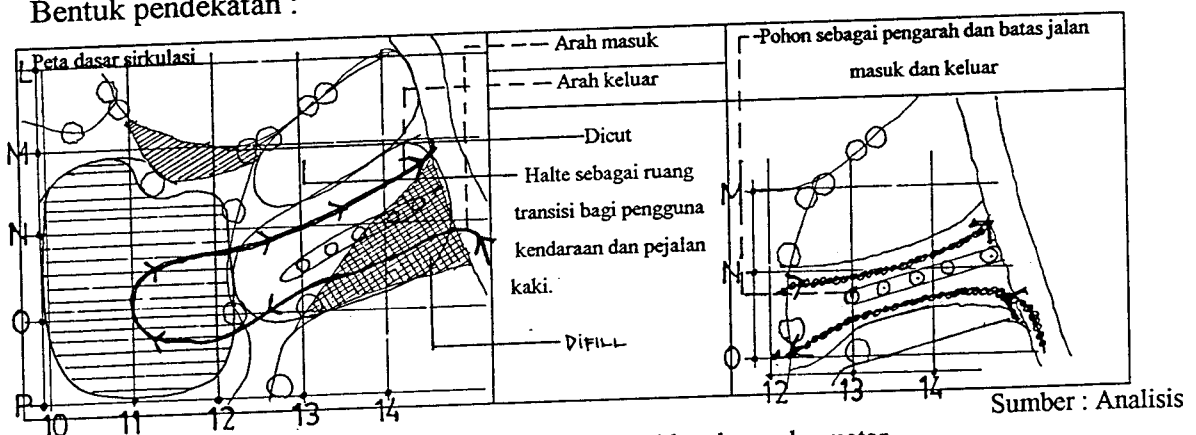 Bentuk pendekatan :
Peta dasar sirkulasi
Arah masuk
Arah keluar
Dicut
Halte sebagai ruang
transisi bagi pengguna
kendaraan dan pejalan
kaki.
DIFILL
L
M
N
O
P
10 11 12 13 14
Pohon sebagai pengarah dan batas jalan
masuk dan keluar
M
N
O
12 13 14
Sumber : Analisis